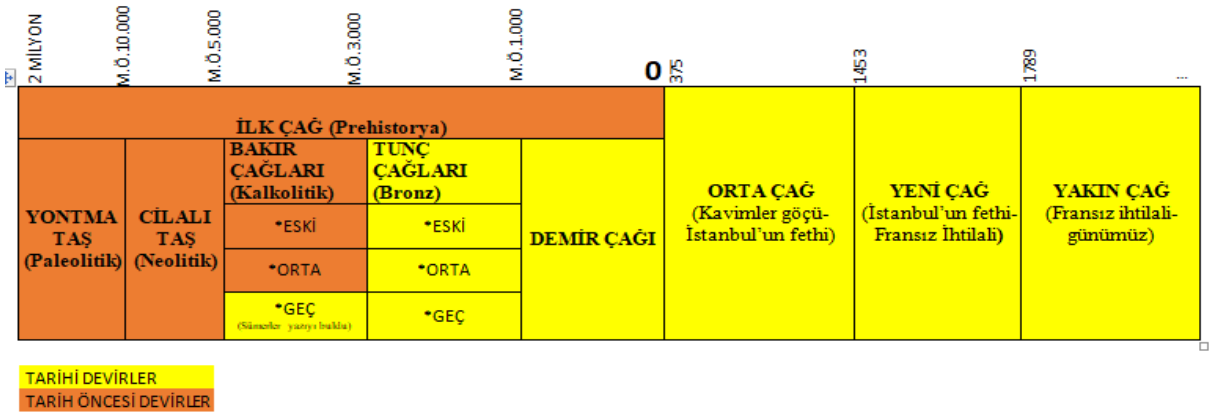 2 MİLYON
M.Ö.10.000
M.Ö.5.000
M.Ö.3.000
M.Ö.1.000
0
375
1453
1789
...
İLK ÇAĞ (Prehistorya)
YONTMA
TAŞ
(Paleolitik)
CİLALI
TAŞ
(Neolitik)
BAKIR
ÇAĞLARI
(Kalkolitik)
*ESKİ
*ORTA
*GEÇ
(Sümerler yazıyı buldu)
TUNÇ
ÇAĞLARI
(Bronz)
*ESKİ
*ORTA
*GEÇ
DEMİR ÇAĞI
ORTA ÇAĞ
(Kavimler göçü-
İstanbul'un fethi)
YENİ ÇAĞ
(İstanbul'un fethi-
Fransız İhtilali)
YAKIN ÇAĞ
(Fransız ihtilali-
günümüz)
TARİHİ DEVİRLER
TARİH ÖNCESİ DEVİRLER